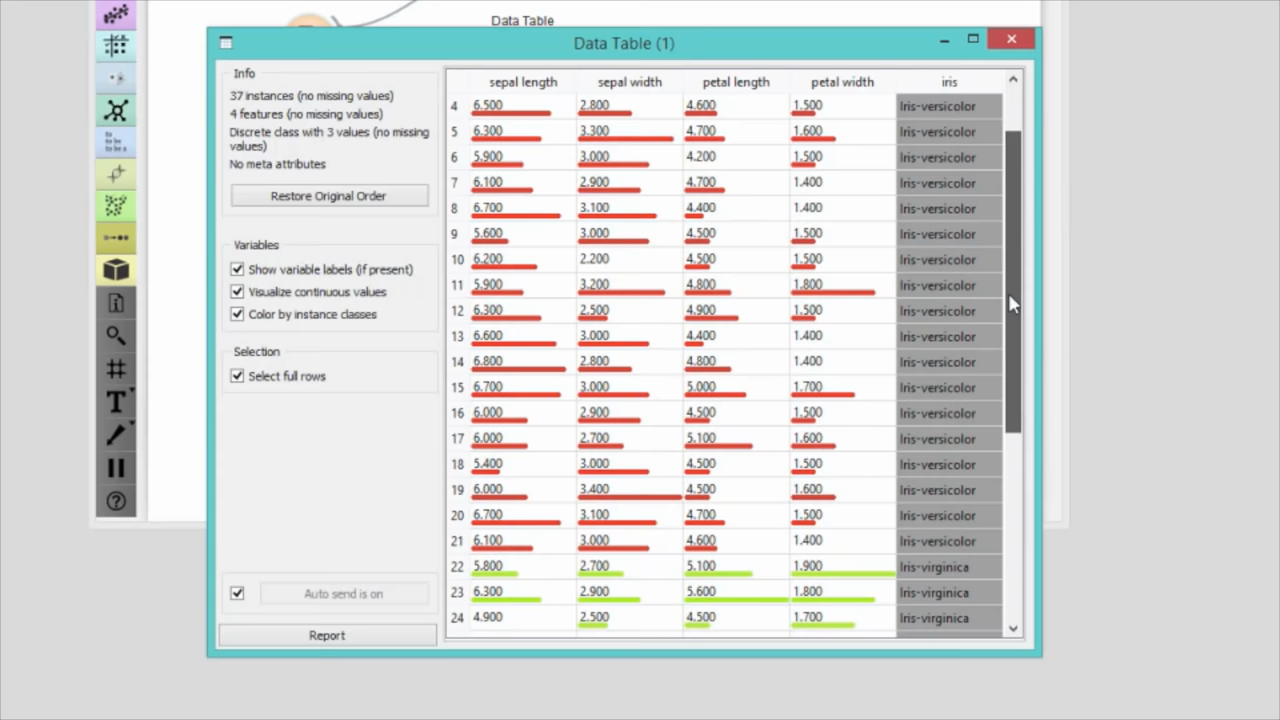 Data Table
Data Table (1)
Info
37 instances (no missing values)
4 features (no missing values)
Discrete class with 3 values (no missing
values)
No meta attributes
Restore Original Order
Variables
Show variable labels (if present)
Visualize continuous values
Color by instance classes
Selection
Select full rows
Auto send is on
Report
sepal length sepal width petal length petal width iris
4 6.500 2.800 4.600 1.500 Iris-versicolor
5 6.300 3.300 4.700 1.600 Iris-versicolor
6 5.900 3.000 4.200 1.500 Iris-versicolor
7 6.100 2.900 4.700 1.400 Iris-versicolor
8 6.700 3.100 4.400 1.400 Iris-versicolor
9 5.600 3.000 4.500 1.500 Iris-versicolor
10 6.200 2.200 4.500 1.500 Iris-versicolor
11 5.900 3.200 4.800 1.800 Iris-versicolor
12 6.300 2.500 4.900 1.500 Iris-versicolor
13 6.600 3.000 4.400 1.400 Iris-versicolor
14 6.800 2.800 4.800 1.400 Iris-versicolor
15 6.700 3.000 5.000 1.700 Iris-versicolor
16 6.000 2.900 4.500 1.500 Iris-versicolor
17 6.000 2.700 5.100 1.600 Iris-versicolor
18 5.400 3.000 4.500 1.500 Iris-versicolor
19 6.000 3.400 4.500 1.600 Iris-versicolor
20 6.700 3.100 4.700 1.500 Iris-versicolor
21 6.100 3.000 4.600 1.400 Iris-versicolor
22 5.800 2.700 5.100 1.900 Iris-virginica
23 6.300 2.900 5.600 1.800 Iris-virginica
24 4.900 2.500 4.500 1.700 Iris-virginica